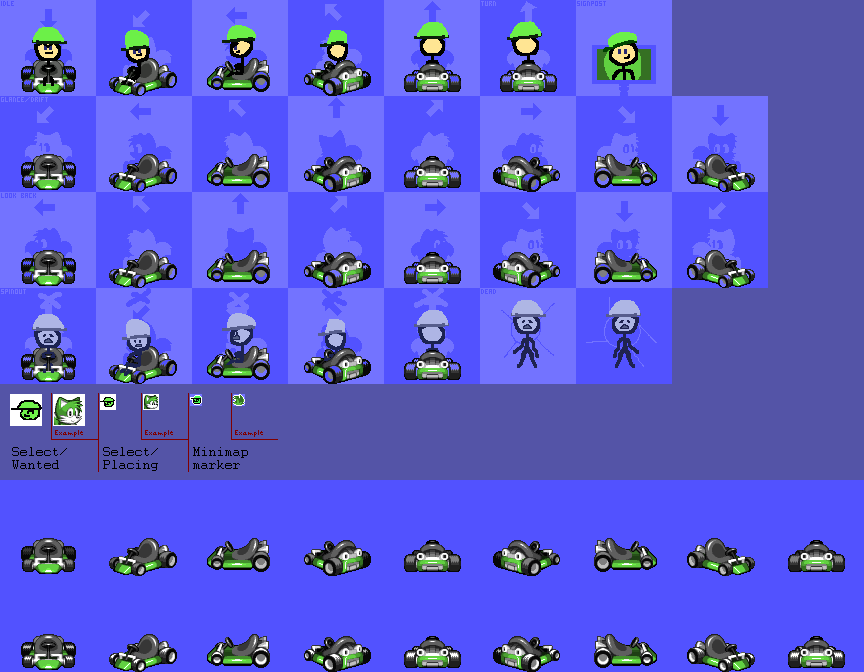 IDLE
TURN
SIGNPOST
GLANCE/DRIFT
LOOK BACK
SPINOUT
DEAD
Example
Example
Example
Select/
Wanted
Select/
Placing
Minimap
marker